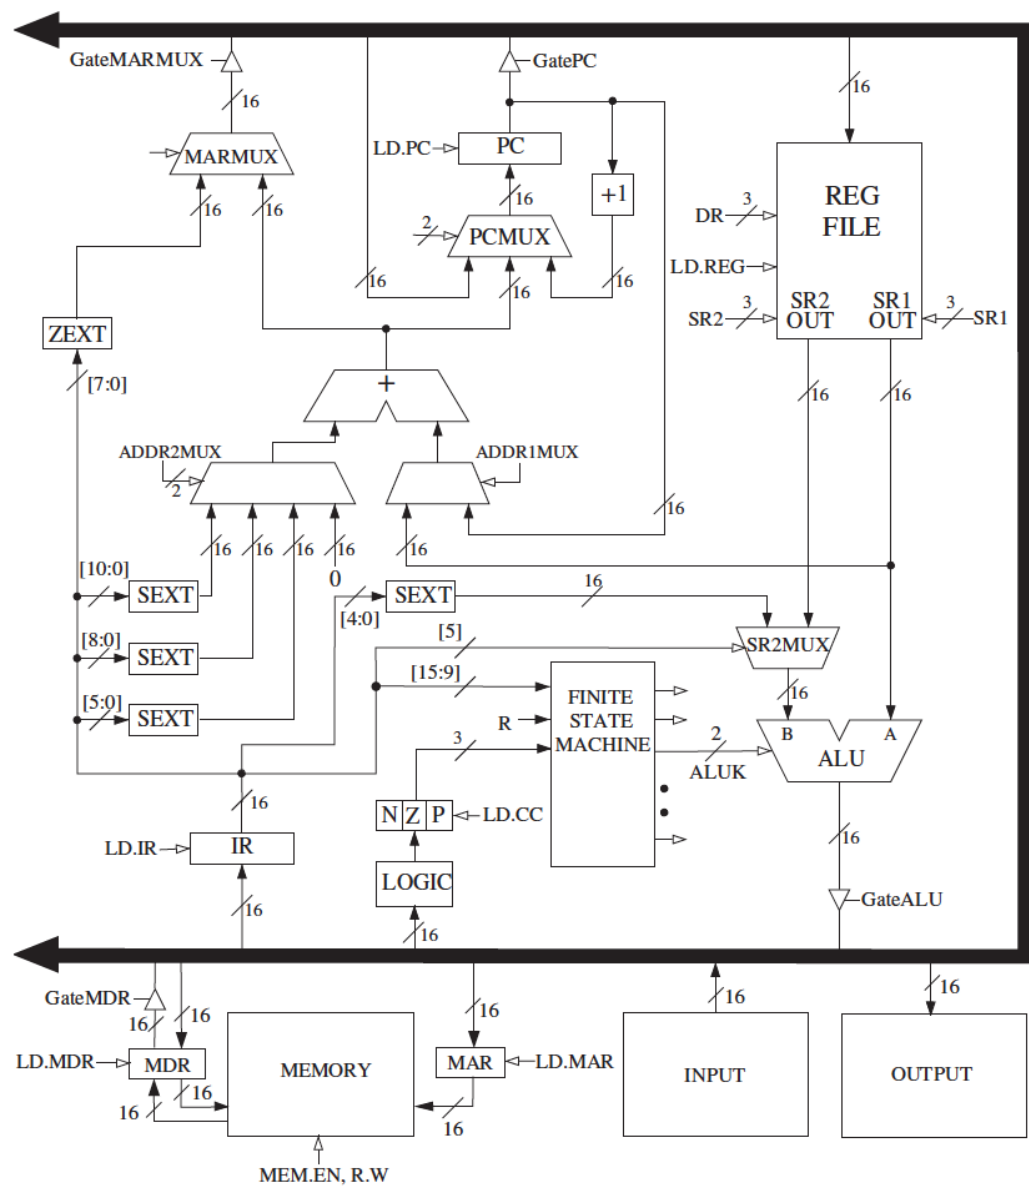 GateMARMUX
GatePC
16
16
MARMUX
LD.PC
PC
+1
REG
FILE
3
DR
LD.REG
16
16
16
2
PCMUX
16
16
16
3
SR2
SR2
OUT
SR1
OUT
3
SR1
ZEXT
[7:0]
+
16
16
ADDR2MUX
2
ADDR1MUX
16
16
16
16
16
16
[10:0]
SEXT
0
[4:0]
SEXT
16
[8:0]
SEXT
[5]
SR2MUX
[15:9]
16
[5:0]
SEXT
R
FINITE
STATE
MACHINE
3
2
ALUK
B
A
ALU
16
N Z P
LD.CC
LD.IR
IR
16
LOGIC
GateALU
16
16
GateMDR
16
16
16
16
16
LD.MDR
MDR
MEMORY
MAR
LD.MAR
INPUT
OUTPUT
16
16
16
MEM.EN, R.W